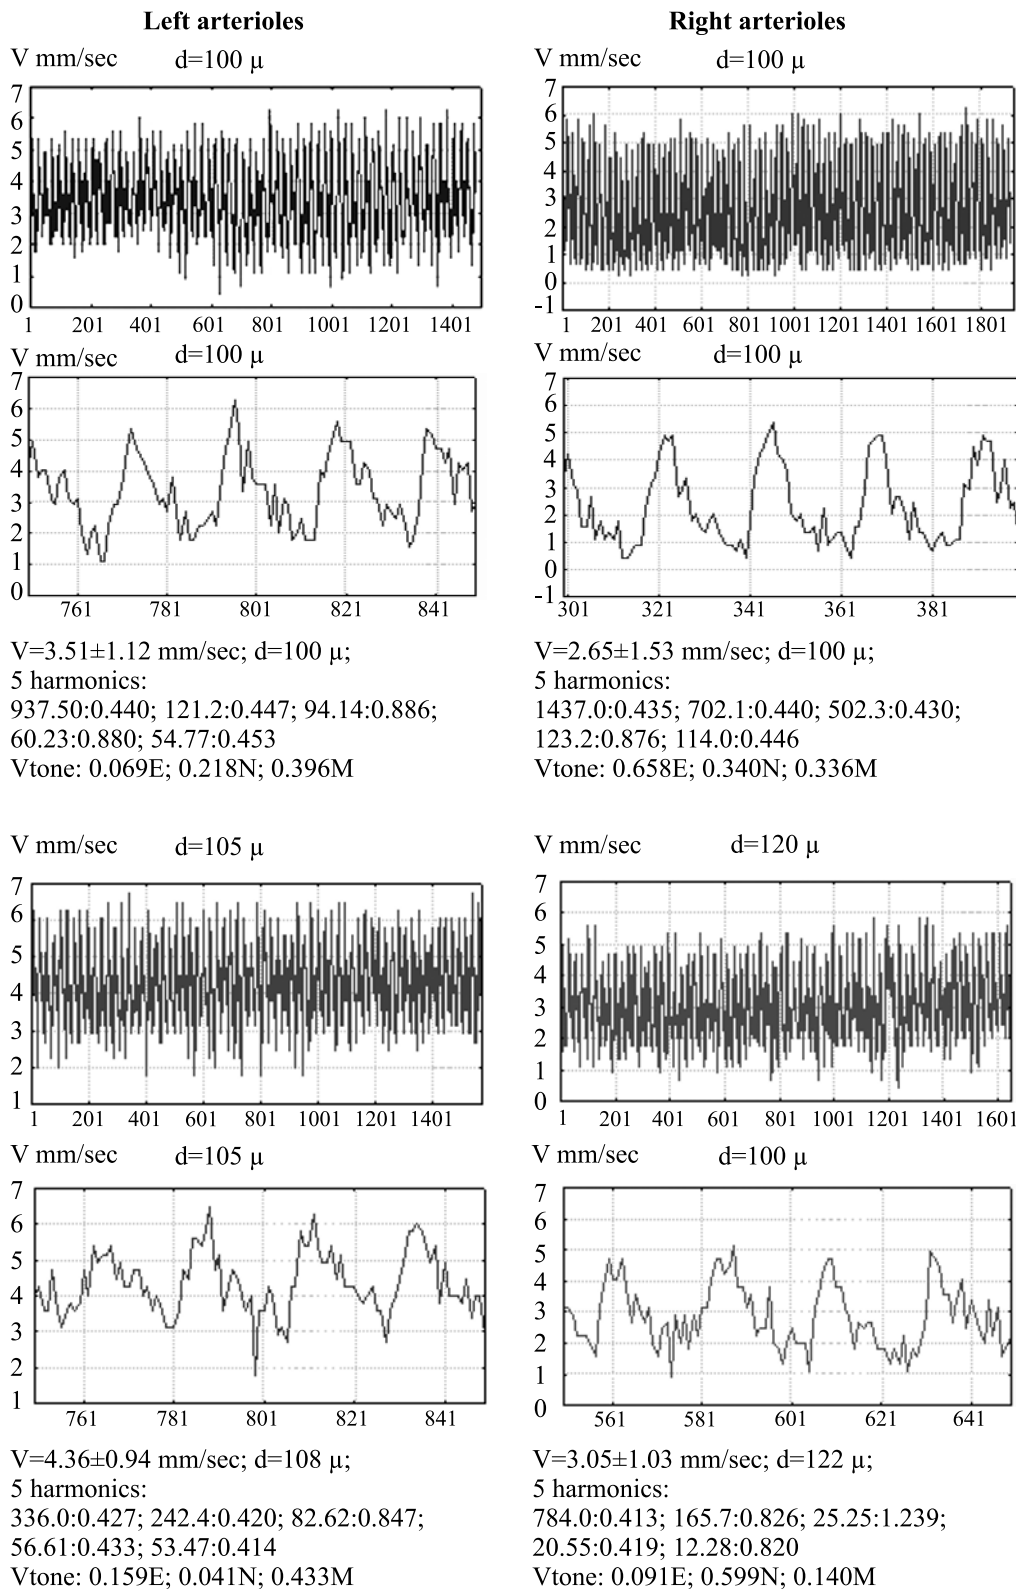 Left arterioles
V mm/sec d=100 μ
7
6
5
4
3
2
1
0
1 201 401 601 801 1001 1201 1401
V mm/sec d=100 μ
7
6
5
4
3
2
1
0
761 781 801 821 841
V=3.51±1.12 mm/sec; d=100 μ;
5 harmonics:
937.50:0.440; 121.2:0.447; 94.14:0.886;
60.23:0.880; 54.77:0.453
Vtone: 0.069E; 0.218N; 0.396M
Right arterioles
V mm/sec d=100 μ
7
6
5
4
3
2
1
0
-1
1 201 401 601 801 1001 1201 1401 1601 1801
V mm/sec d=100 μ
7
6
5
4
3
2
1
0
-1
301 321 341 361 381
V=2.65±1.53 mm/sec; d=100 μ;
5 harmonics:
1437.0:0.435; 702.1:0.440; 502.3:0.430;
123.2:0.876; 114.0:0.446
Vtone: 0.658E; 0.340N; 0.336M
V mm/sec d=105 μ
7
6
5
4
3
2
1
1 201 401 601 801 1001 1201 1401
V mm/sec d=105 μ
7
6
5
4
3
2
1
761 781 801 821 841
V=4.36±0.94 mm/sec; d=108 μ;
5 harmonics:
336.0:0.427; 242.4:0.420; 82.62:0.847;
56.61:0.433; 53.47:0.414
Vtone: 0.159E; 0.041N; 0.433M
V mm/sec d=120 μ
7
6
5
4
3
2
1
0
1 201 401 601 801 1001 1201 1401 1601
V mm/sec d=100 μ
7
6
5
4
3
2
1
0
561 581 601 621 641
V=3.05±1.03 mm/sec; d=122 μ;
5 harmonics:
784.0:0.413; 165.7:0.826; 25.25:1.239;
20.55:0.419; 12.28:0.820
Vtone: 0.091E; 0.599N; 0.140M